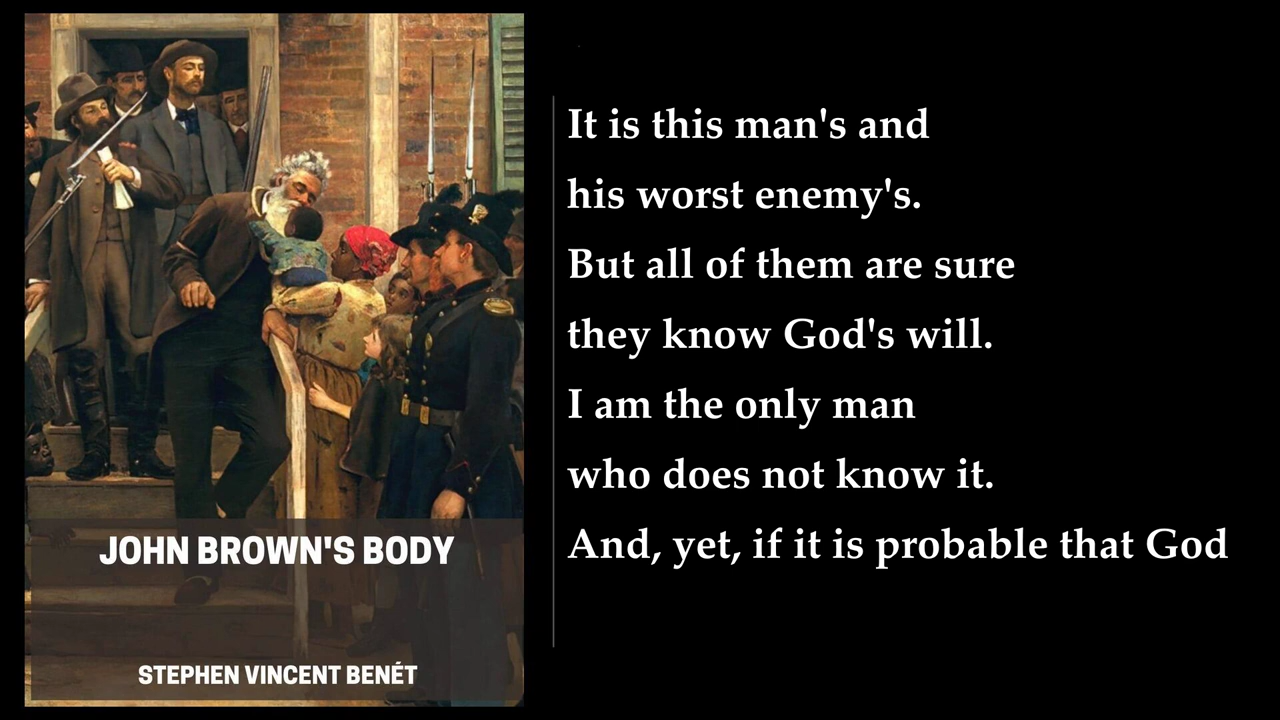 JOHN BROWN'S BODY
STEPHEN VINCENT BENÉT
It is this man's and
his worst enemy's.
But all of them are sure
they know God's will.
I am the only man
who does not know it.
And, yet, if it is probable that God